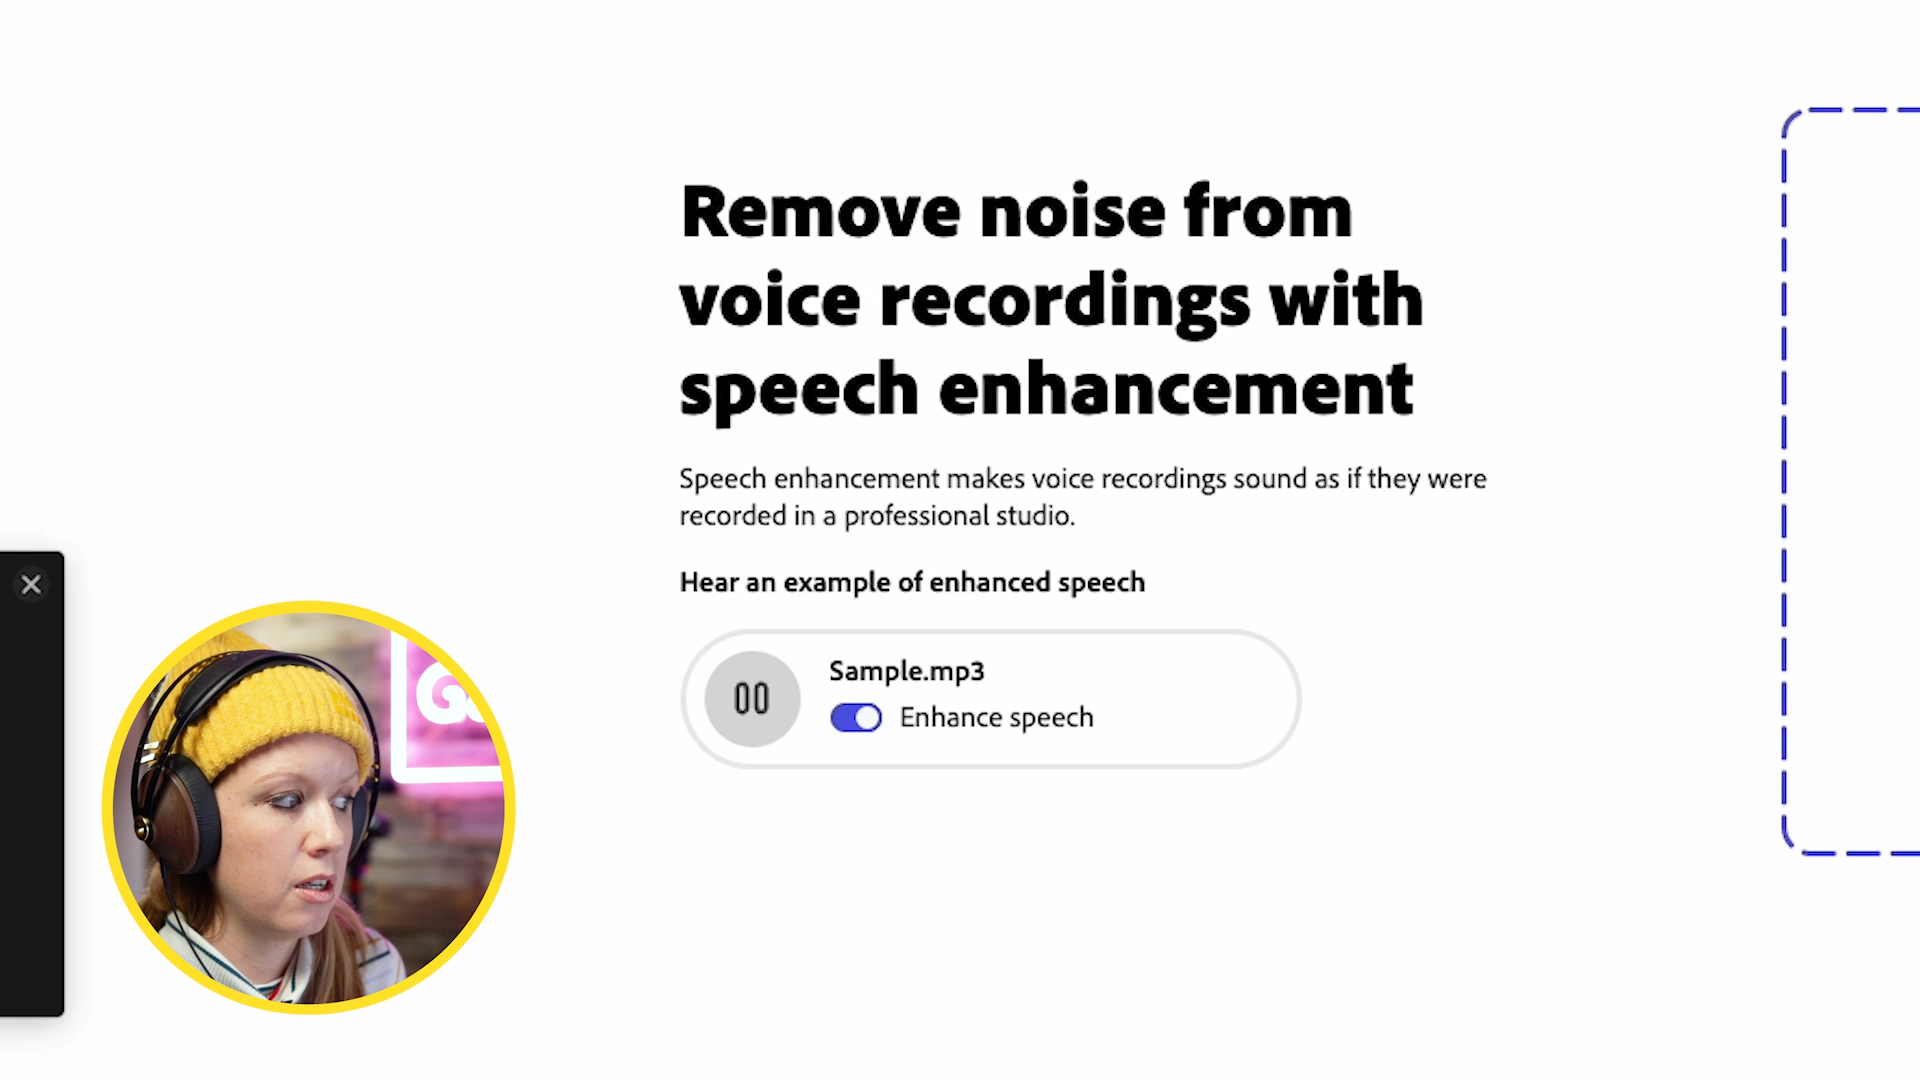 Remove noise from
voice recordings with
speech enhancement
Speech enhancement makes voice recordings sound as if they were
recorded in a professional studio.
Hear an example of enhanced speech
Sample.mp3
Enhance speech